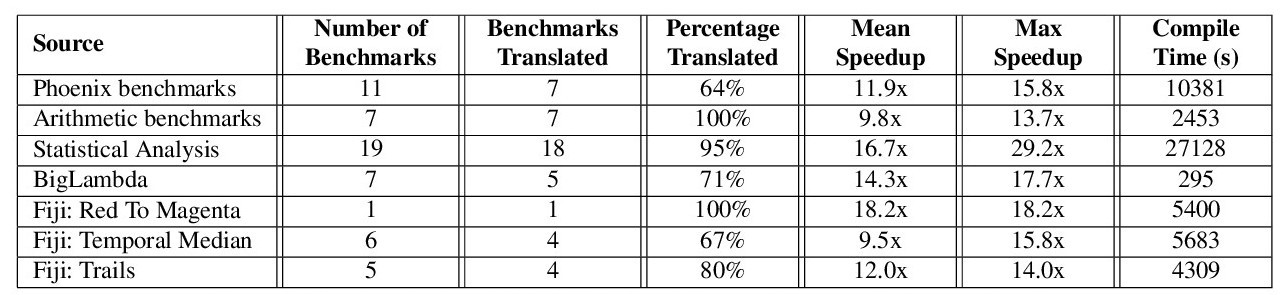 Source Number of Benchmarks Benchmarks Translated Percentage Translated Mean Speedup Max Speedup Compile Time (s)
Phoenix benchmarks 11 7 64% 11.9x 15.8x 10381
Arithmetic benchmarks 7 7 100% 9.8x 13.7x 2453
Statistical Analysis 19 18 95% 16.7x 29.2x 27128
BigLambda 7 5 71% 14.3x 17.7x 295
Fiji: Red To Magenta 1 1 100% 18.2x 18.2x 5400
Fiji: Temporal Median 6 4 67% 9.5x 15.8x 5683
Fiji: Trails 5 4 80% 12.0x 14.0x 4309